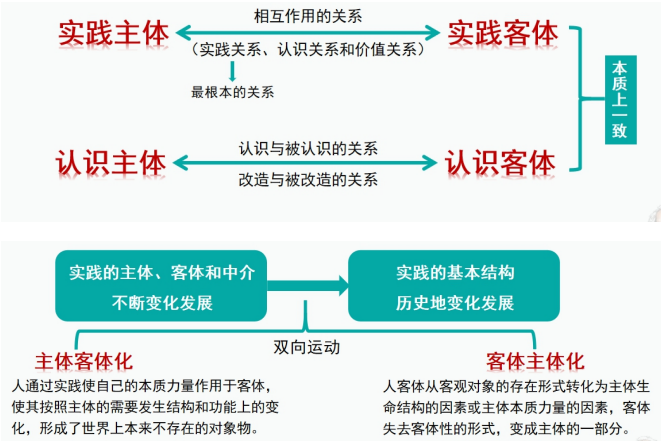 相互作用的关系
实践主体
实践客体
（实践关系、认识关系和价值关系）
最根本的关系
本质上一致
认识与被认识的关系
认识主体
认识客体
改造与被改造的关系
实践的主体、客体和中介
不断变化发展
实践的基本结构
历史地变化发展
双向运动
主体客体化
人通过实践使自己的本质力量作用于客体，
使其按照主体的需要发生结构和功能上的变
化，形成了世界上本来不存在的对象物。
客体主体化
人客体从客观对象的存在形式转化为主体生
命结构的因素或主体本质力量的因素，客体
失去客体性的形式，变成主体的一部分。